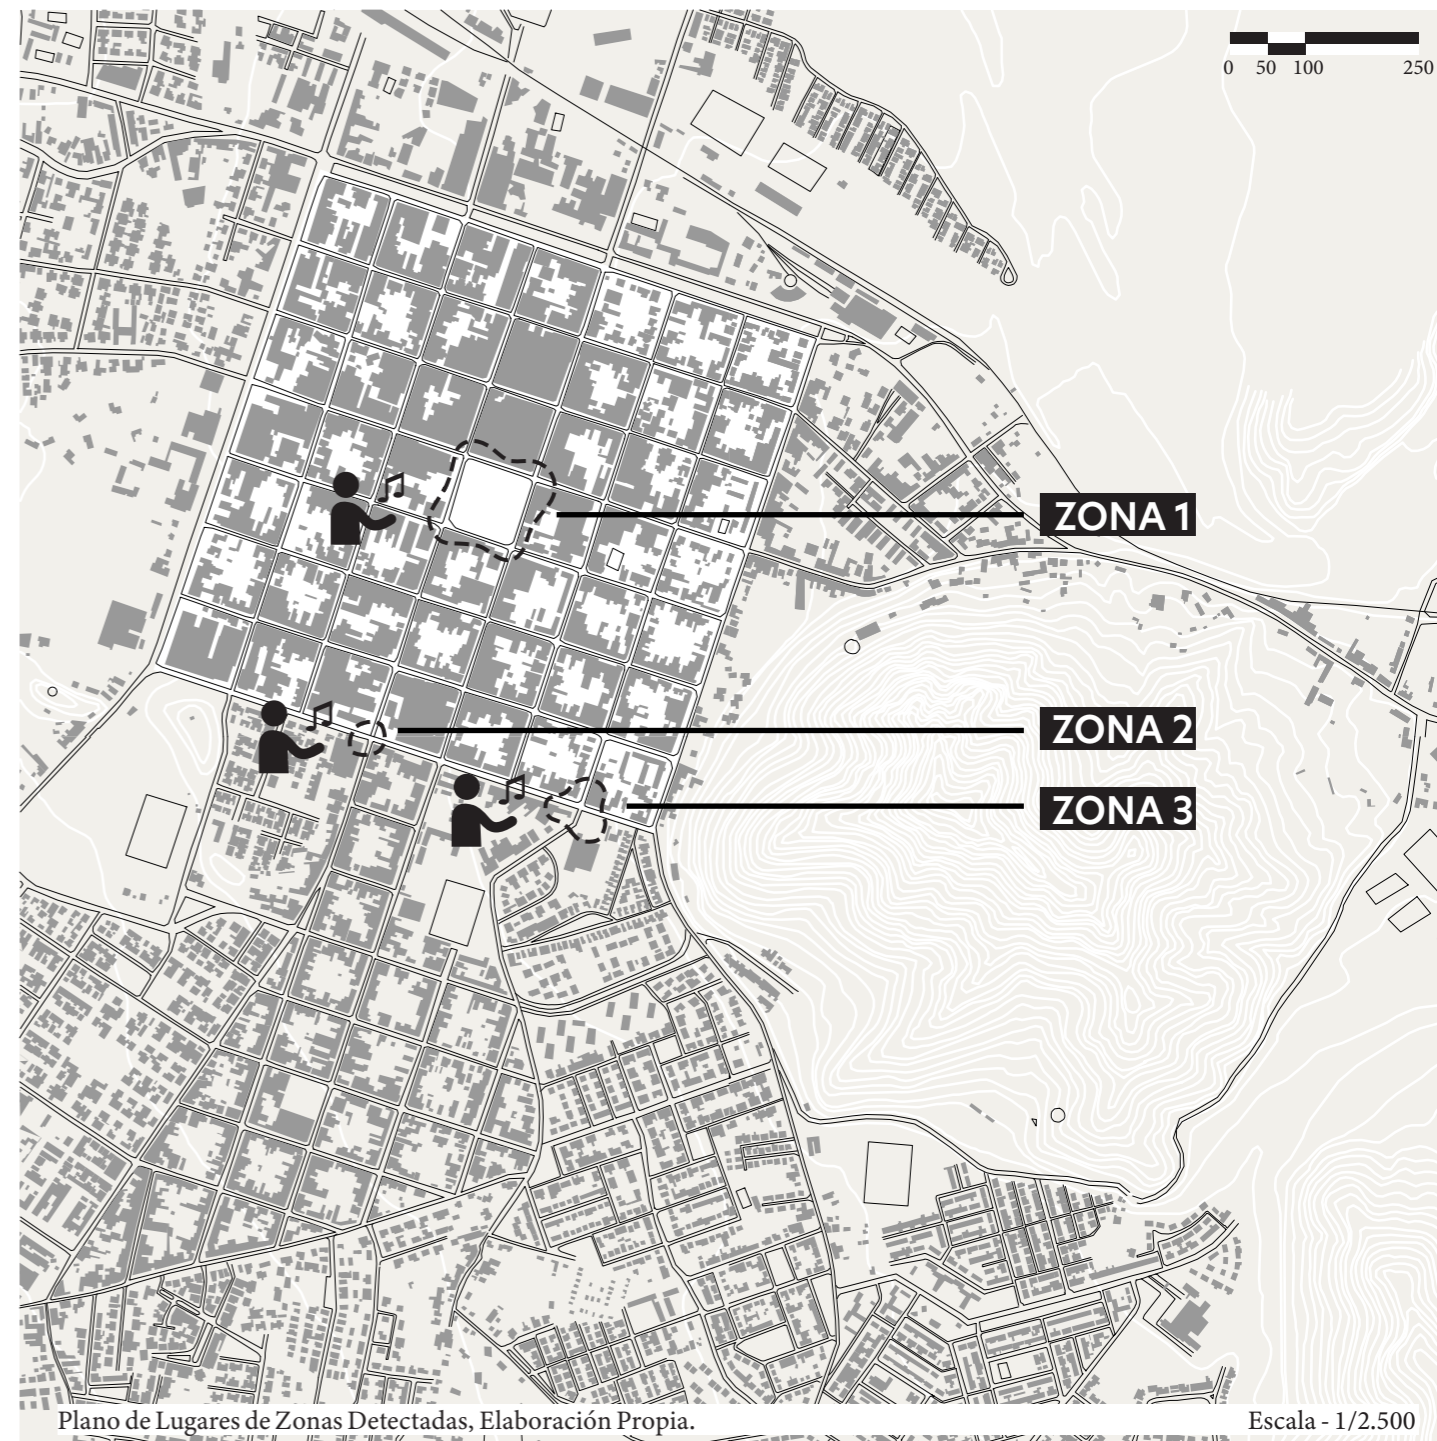 0 50 100 250
ZONA 1
ZONA 2
ZONA 3
Plano de Lugares de Zonas Detectadas, Elaboración Propia.
Escala - 1/2.500